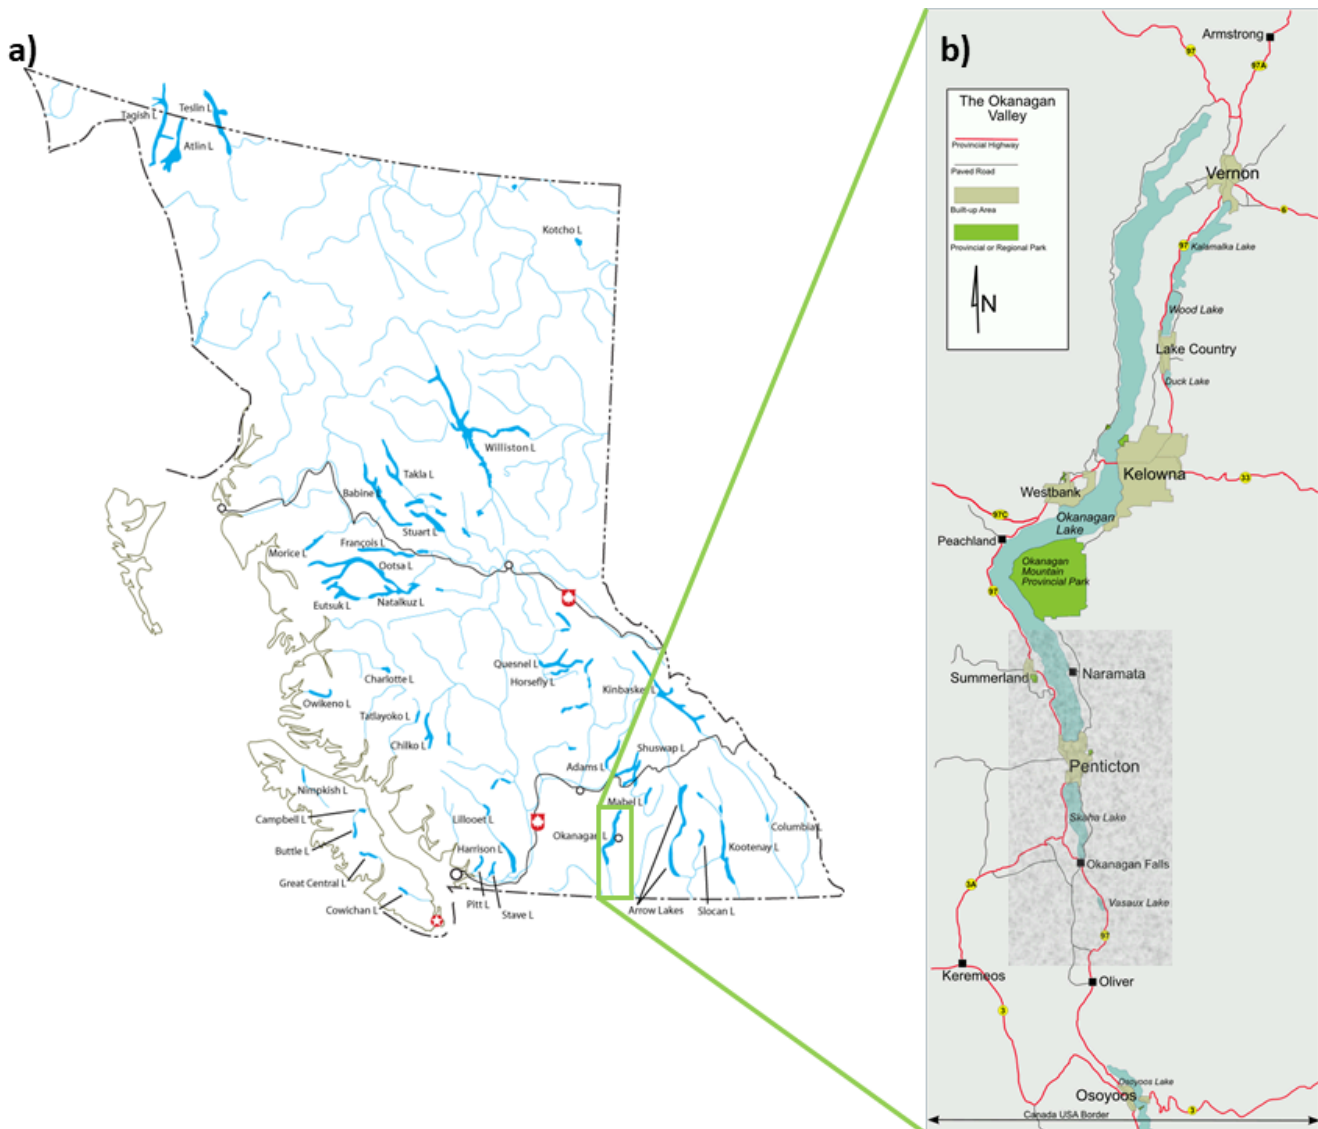 a)
Tagish L
Teslin L
Atlin L
Kotcho L
Williston L
Takla L
Babine L
Stuart L
Morice L
François L
Ootsa L
Eutsuk L
Natalkuz L
Quesnel L
Horsefly L
Kinbasket L
Charlotte L
Owikeno L
Tatlayoko L
Chilko L
Shuswap L
Adams L
Mabel L
Nimpkish L
Campbell L
Lillooet L
Okanagan L
Columbia L
Buttle L
Harrison L
Kootenay L
Great Central L
Cowichan L
Pitt L
Stave L
Arrow Lakes
Slocan L
b)
Armstrong
97
97A
The Okanagan
Valley
Provincial Highway
Paved Road
Built-up Area
Provincial or Regional Park
N
Vernon
6
97
Kalamalka Lake
Wood Lake
Lake Country
Duck Lake
Kelowna
33
Westbank
97C
Okanagan
Lake
Peachland
Okanagan
Mountain
Provincial Park
97
Summerland
Naramata
Penticton
Skaha Lake
Okanagan Falls
3A
Vasaux Lake
97
Keremeos
Oliver
3
Osoyoos Lake
Osoyoos
3
Canada USA Border